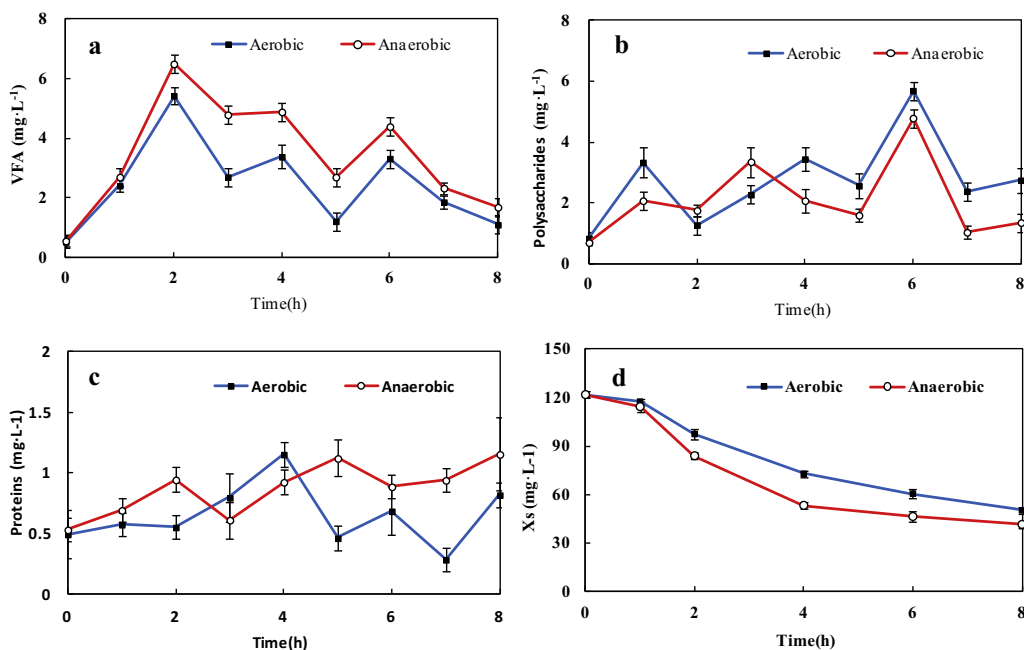 a
Aerobic
Anaerobic
VFA (mg·L⁻¹)
8
6
4
2
0
0
2
4
6
8
Time(h)
b
Aerobic
Anaerobic
Polysaccharides (mg·L⁻¹)
8
6
4
2
0
0
2
4
6
8
Time(h)
c
Aerobic
Anaerobic
Proteins (mg·L-1)
2
1.5
1
0.5
0
0
2
4
6
8
Time(h)
d
Aerobic
Anaerobic
Xs (mg·L-1)
150
120
90
60
30
0
0
2
4
6
8
Time(h)